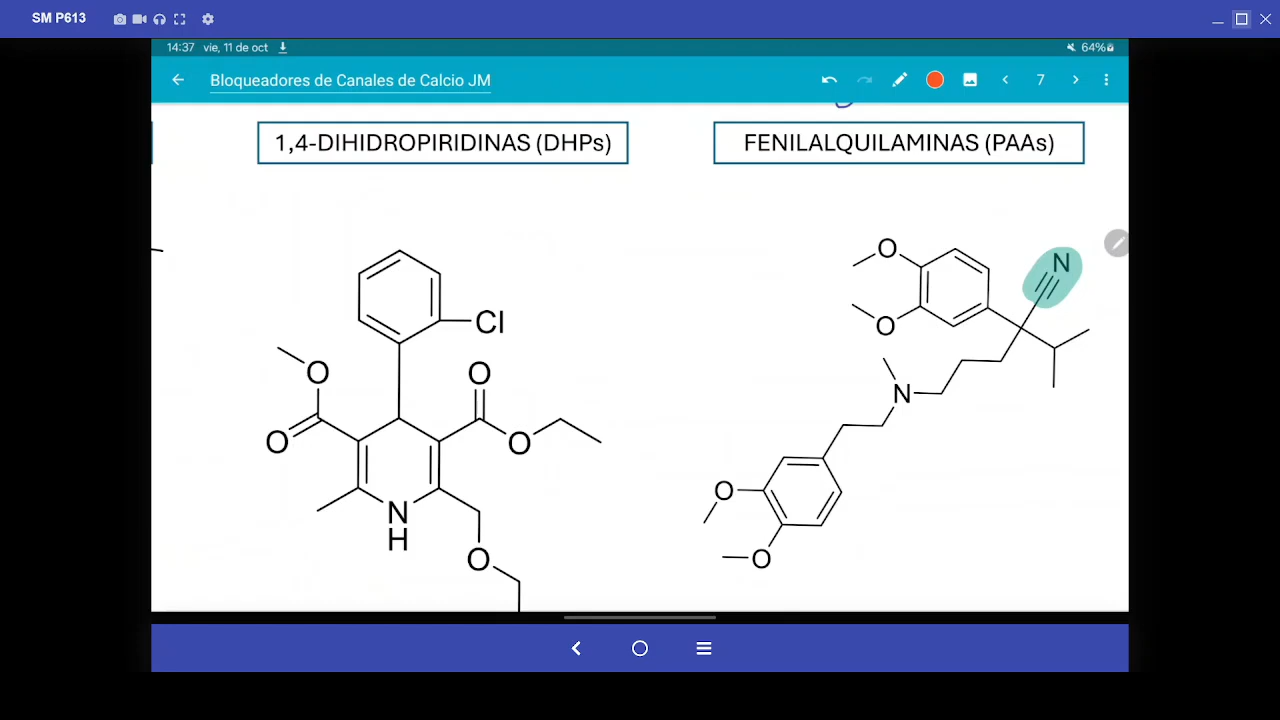 SM P613
14:37 vie, 11 de oct
64%
Bloqueadores de Canales de Calcio JM
7
1,4-DIHIDROPIRIDINAS (DHPs)
FENILALQUILAMINAS (PAAs)
O
N
O
Cl
O
O
N
O
O
O
N
H
O
O
O